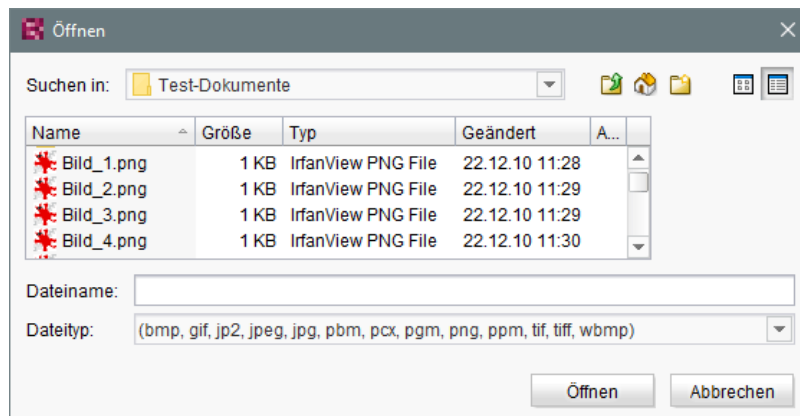 Öffnen
Suchen in: Test-Dokumente
Name Größe Typ Geändert A...
Bild_1.png 1 KB IrfanView PNG File 22.12.10 11:28
Bild_2.png 1 KB IrfanView PNG File 22.12.10 11:29
Bild_3.png 1 KB IrfanView PNG File 22.12.10 11:29
Bild_4.png 1 KB IrfanView PNG File 22.12.10 11:30
Dateiname:
Dateityp: (bmp, gif, jp2, jpeg, jpg, pbm, pcx, pgm, png, ppm, tif, tiff, wbmp)
Öffnen Abbrechen